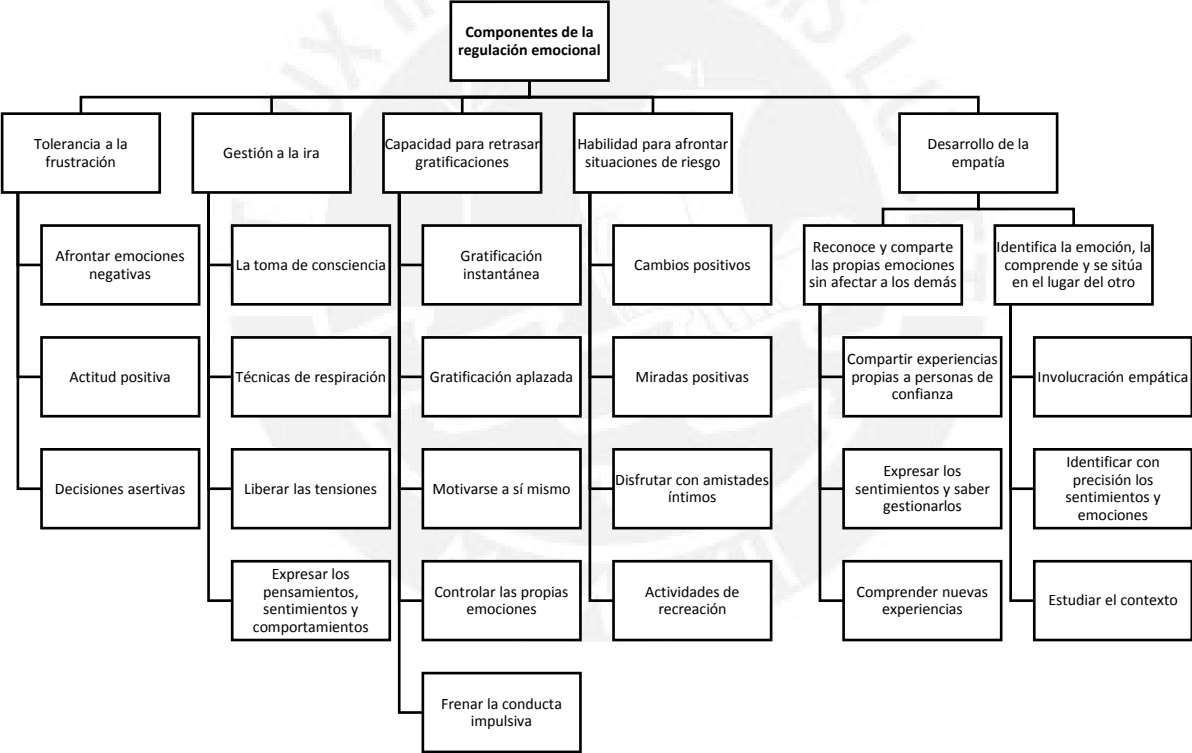 Componentes de la
regulación emocional
Tolerancia a la
frustración
Gestión a la ira
Capacidad para retrasar
gratificaciones
Habilidad para afrontar
situaciones de riesgo
Desarrollo de la
empatía
Afrontar emociones
negativas
Actitud positiva
Decisiones asertivas
La toma de consciencia
Técnicas de respiración
Liberar las tensiones
Expresar los
pensamientos,
sentimientos y
comportamientos
Gratificación
instantánea
Gratificación aplazada
Motivarse a sí mismo
Controlar las propias
emociones
Frenar la conducta
impulsiva
Cambios positivos
Miradas positivas
Disfrutar con amistades
íntimos
Actividades de
recreación
Reconoce y comparte
las propias emociones
sin afectar a los demás
Compartir experiencias
propias a personas de
confianza
Expresar los
sentimientos y saber
gestionarlos
Comprender nuevas
experiencias
Identifica la emoción, la
comprende y se sitúa
en el lugar del otro
Involucración empática
Identificar con
precisión los
sentimientos y
emociones
Estudiar el contexto